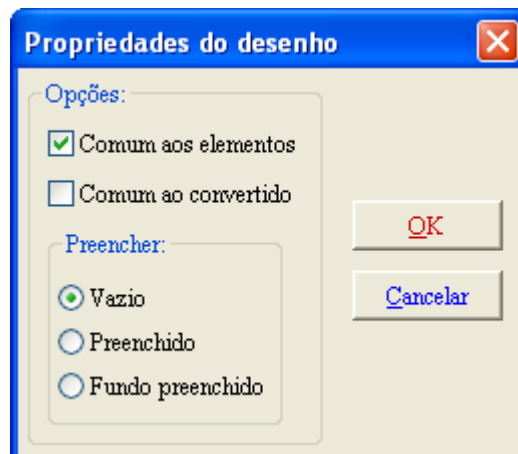 Propriedades do desenho
Opções:
Comum aos elementos
Comum ao convertido
Preencher:
Vazio
Preenchido
Fundo preenchido
OK
Cancelar